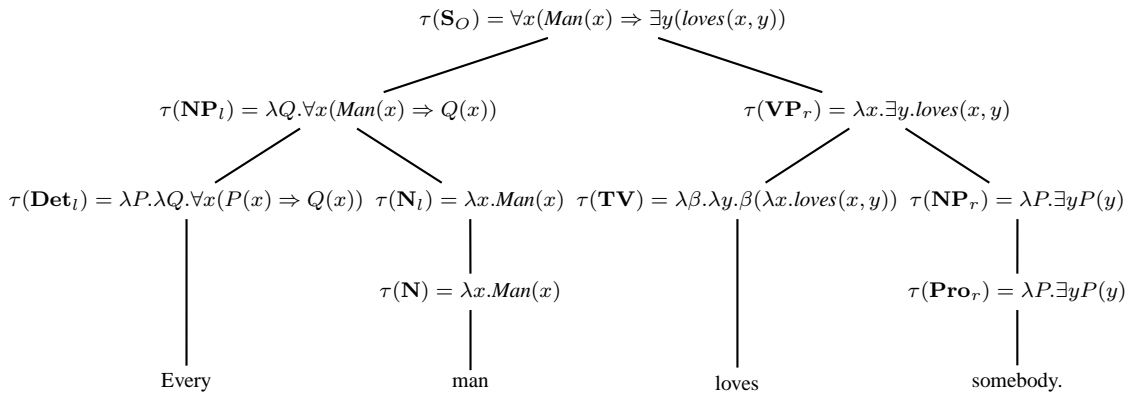 τ(S_O) = ∀x(Man(x) ⇒ ∃y(loves(x, y))
τ(NP_l) = λQ.∀x(Man(x) ⇒ Q(x)) τ(VP_r) = λx.∃y.loves(x, y)
τ(Det_l) = λP.λQ.∀x(P(x) ⇒ Q(x)) τ(N_l) = λx.Man(x) τ(TV) = λβ.λy.β(λx.loves(x, y)) τ(NP_r) = λP.∃yP(y)
τ(N) = λx.Man(x) τ(Pro_r) = λP.∃yP(y)
Every man loves somebody.